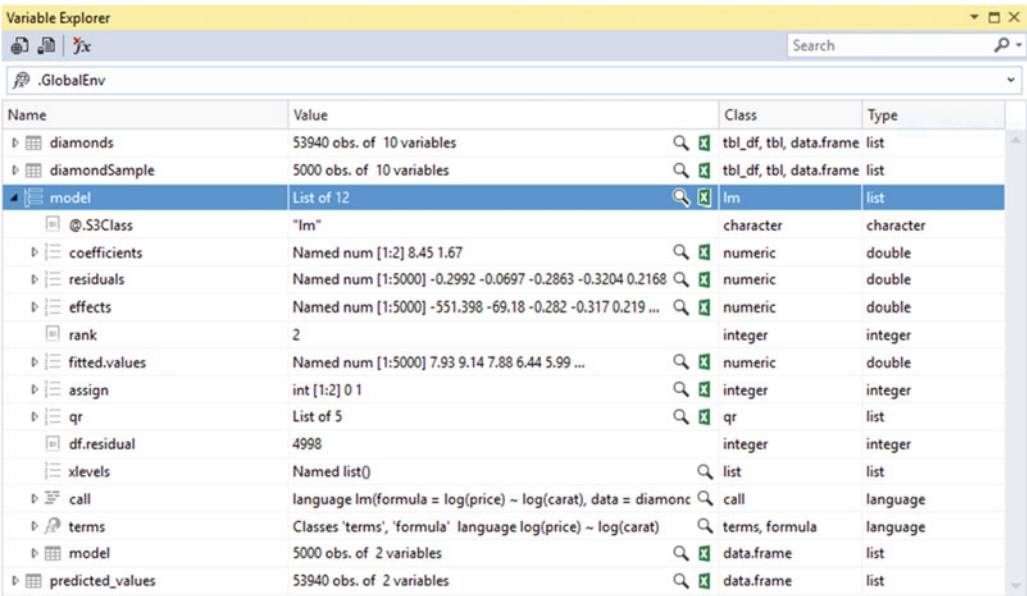 Variable Explorer
Search
.GlobalEnv
Name Value Class Type
diamonds 53940 obs. of 10 variables tbl_df, tbl, data.frame list
diamondSample 5000 obs. of 10 variables tbl_df, tbl, data.frame list
model List of 12 lm list
@.S3Class "lm" character character
coefficients Named num [1:2] 8.45 1.67 numeric double
residuals Named num [1:5000] -0.2992 -0.0697 -0.2863 -0.3204 0.2168 numeric double
effects Named num [1:5000] -551.398 -69.18 -0.282 -0.317 0.219 ... numeric double
rank 2 integer integer
fitted.values Named num [1:5000] 7.93 9.14 7.88 6.44 5.99 ... numeric double
assign int [1:2] 0 1 integer integer
qr List of 5 qr list
df.residual 4998 integer integer
xlevels Named list() list list
call language lm(formula = log(price) ~ log(carat), data = diamonc call language
terms Classes 'terms', 'formula' language log(price) ~ log(carat) terms, formula language
model 5000 obs. of 2 variables data.frame list
predicted_values 53940 obs. of 2 variables data.frame list